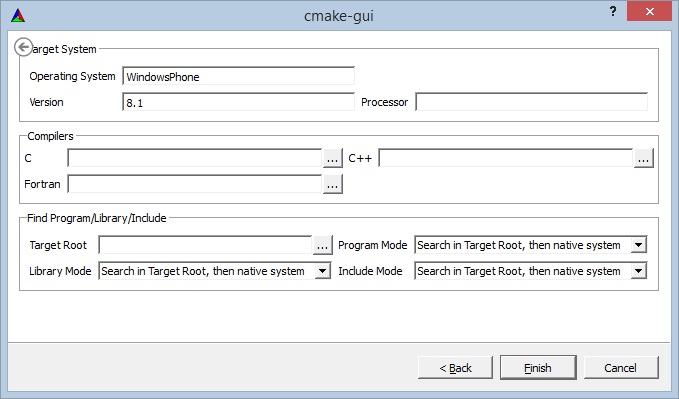 cmake-gui
?
Target System
Operating System WindowsPhone
Version 8.1 Processor
Compilers
C ... C++ ...
Fortran ...
Find Program/Library/Include
Target Root ... Program Mode Search in Target Root, then native system
Library Mode Search in Target Root, then native system Include Mode Search in Target Root, then native system
< Back Finish Cancel